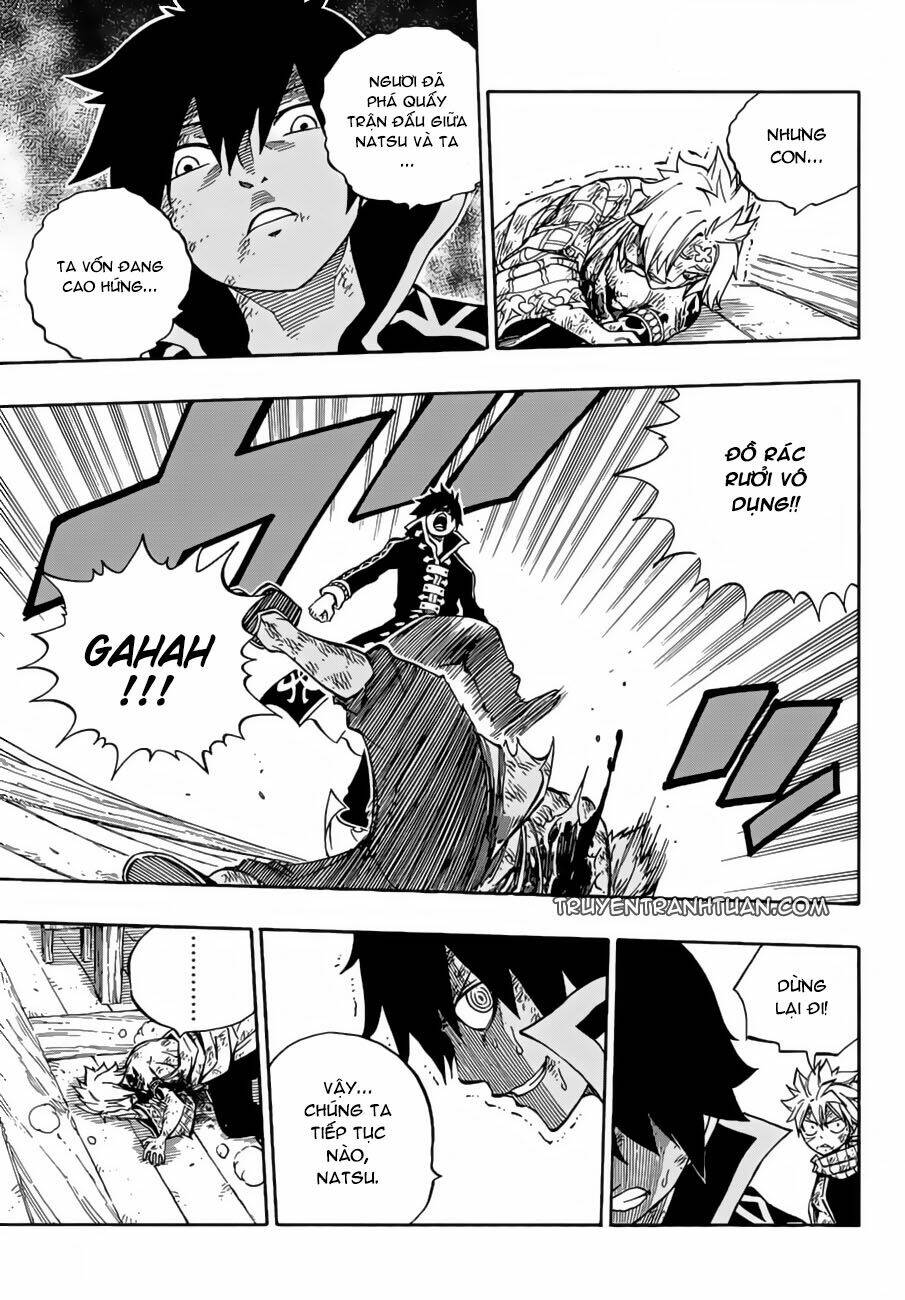 NHƯNG
CON...
NGƯƠI ĐÃ
PHÁ QUẤY
TRẬN ĐẤU GIỮA
NATSU VÀ TA
...
TA VỐN ĐANG
CAO HỨNG...
ĐỒ RÁC
RƯỞI VÔ
DỤNG!!
GAHAH
!!!
TRUYENTRANHTUAN.COM
DỪNG
LẠI ĐI!
VẬY...
CHÚNG TA
TIẾP TỤC
NÀO,
NATSU.
.........